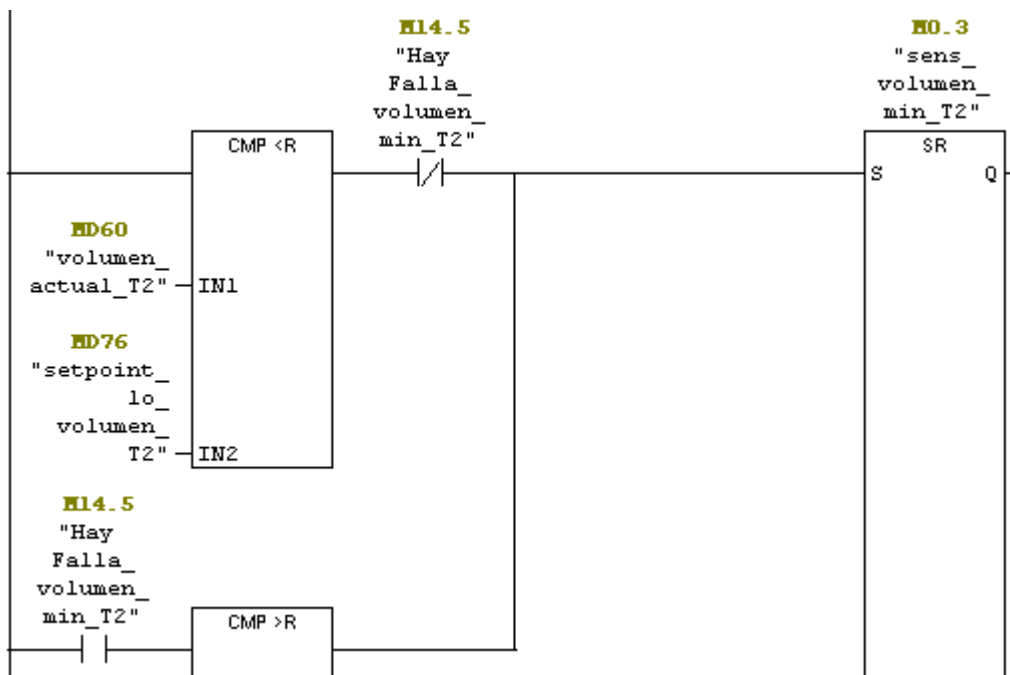 M14.5
"Hay
Falla_
volumen_
min_T2"
M0.3
"sens_
volumen_
min_T2"
CMP <R
SR
S
Q
MD60
"volumen_
actual_T2"
IN1
MD76
"setpoint_
lo_
volumen_
T2"
IN2
M14.5
"Hay
Falla_
volumen_
min_T2"
CMP >R